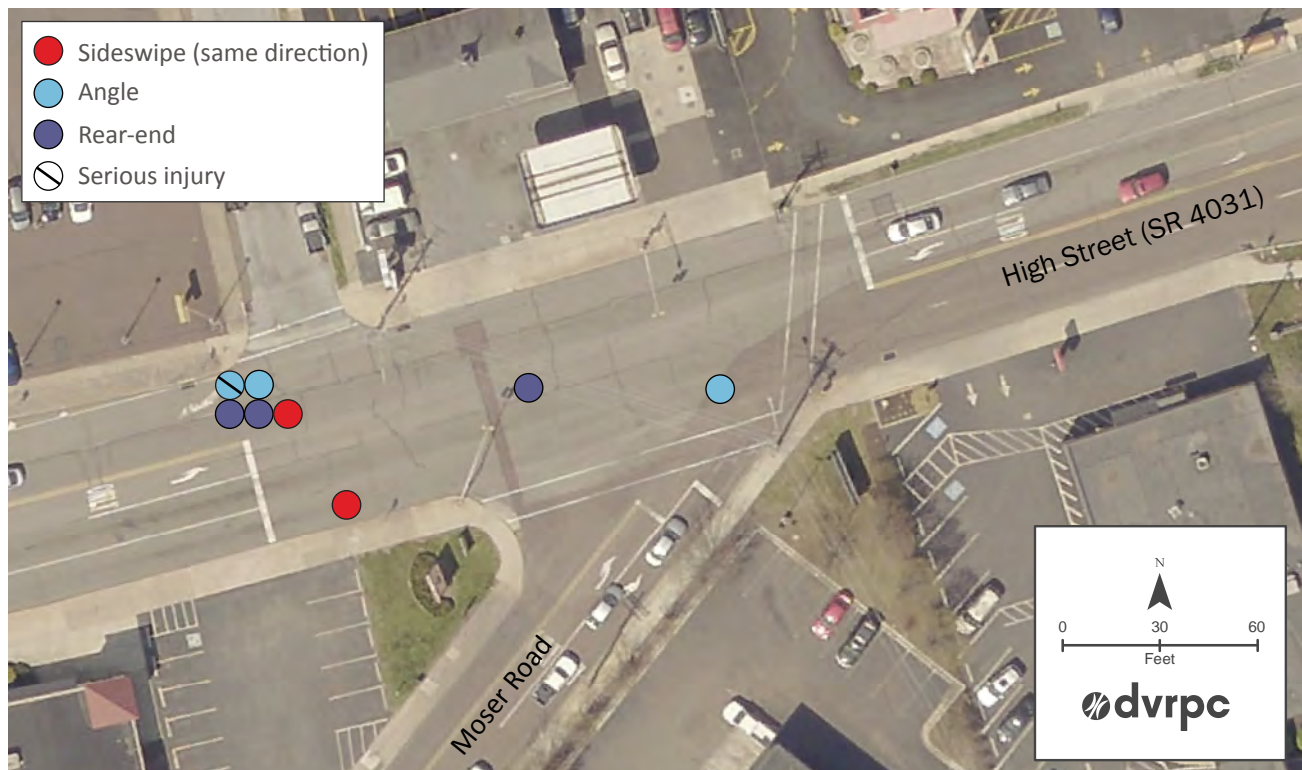 Sideswipe (same direction)
Angle
Rear-end
Serious injury
High Street (SR 4031)
Moser Road
N
0 30 60
Feet
dvrpc